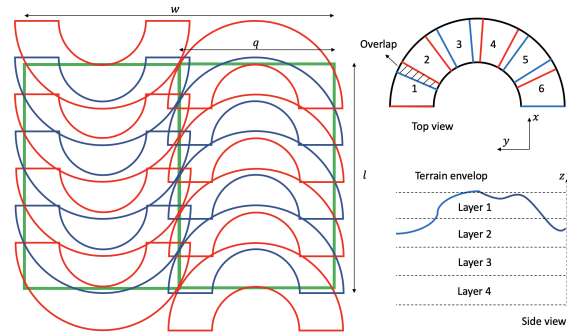 w
q
l
Overlap
1
2
3
4
5
6
Top view
x
y
Terrain envelop
z
Layer 1
Layer 2
Layer 3
Layer 4
Side view